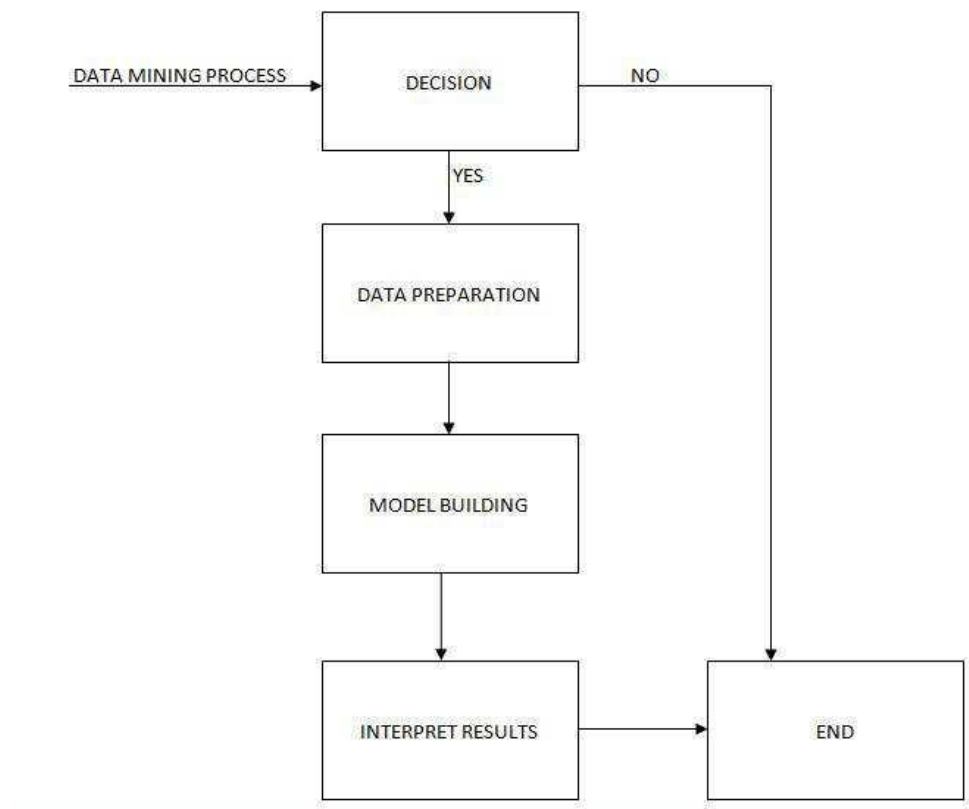 DATA MINING PROCESS
DECISION
NO
YES
DATA PREPARATION
MODEL BUILDING
INTERPRET RESULTS
END